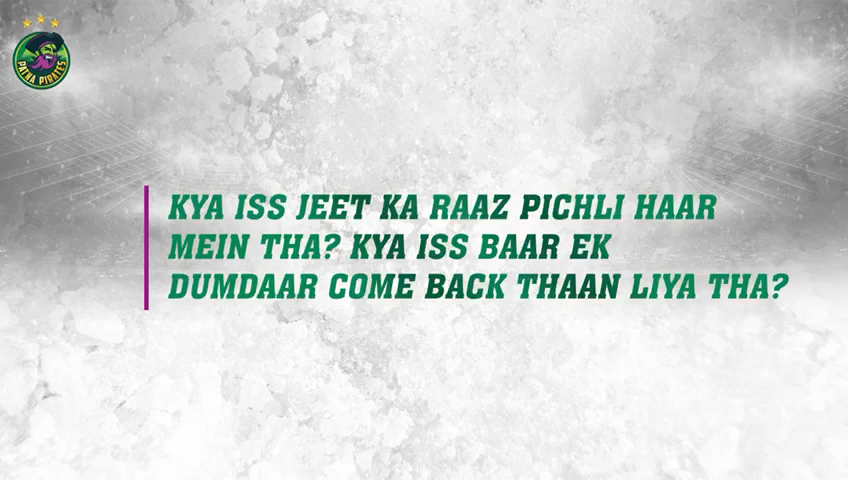 PATNA PIRATES
KYA ISS JEET KA RAAZ PICHLI HAAR
MEIN THA? KYA ISS BAAR EK
DUMDAAR COME BACK THAAN LIYA THA?